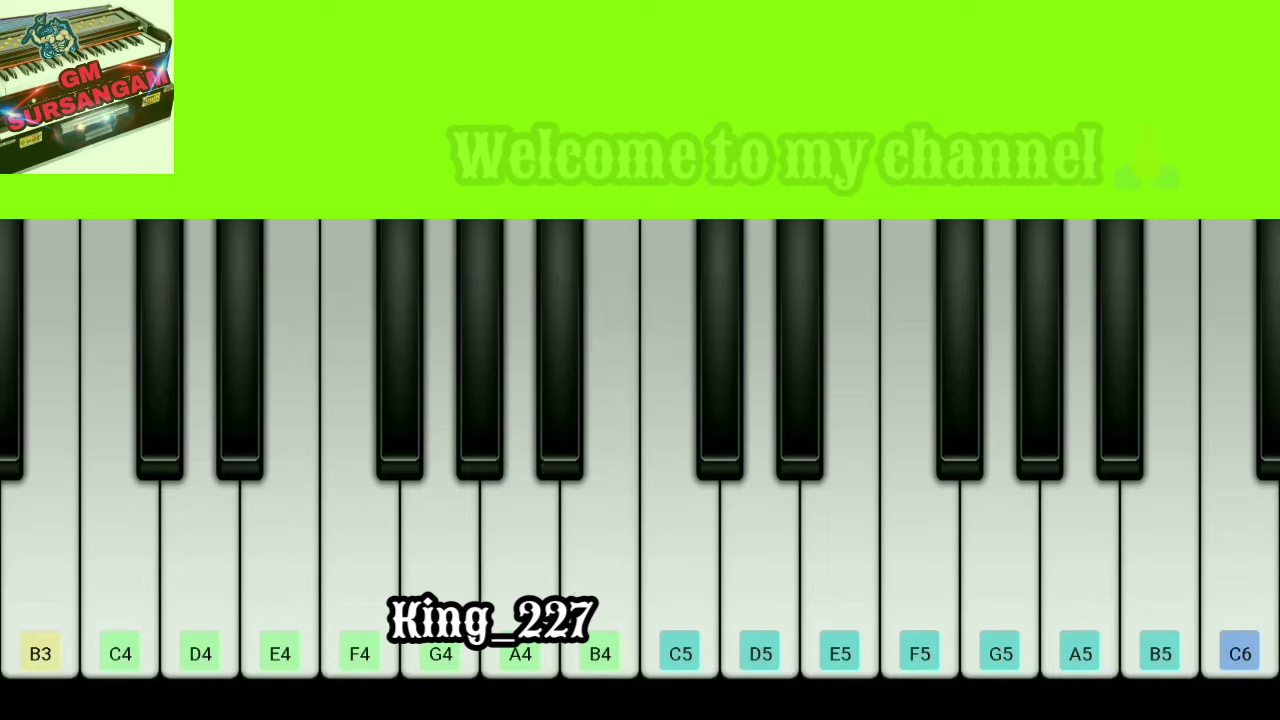 GM
SURSANGAM
Welcome to my channel 🙏
King_227
B3 C4 D4 E4 F4 G4 A4 B4 C5 D5 E5 F5 G5 A5 B5 C6